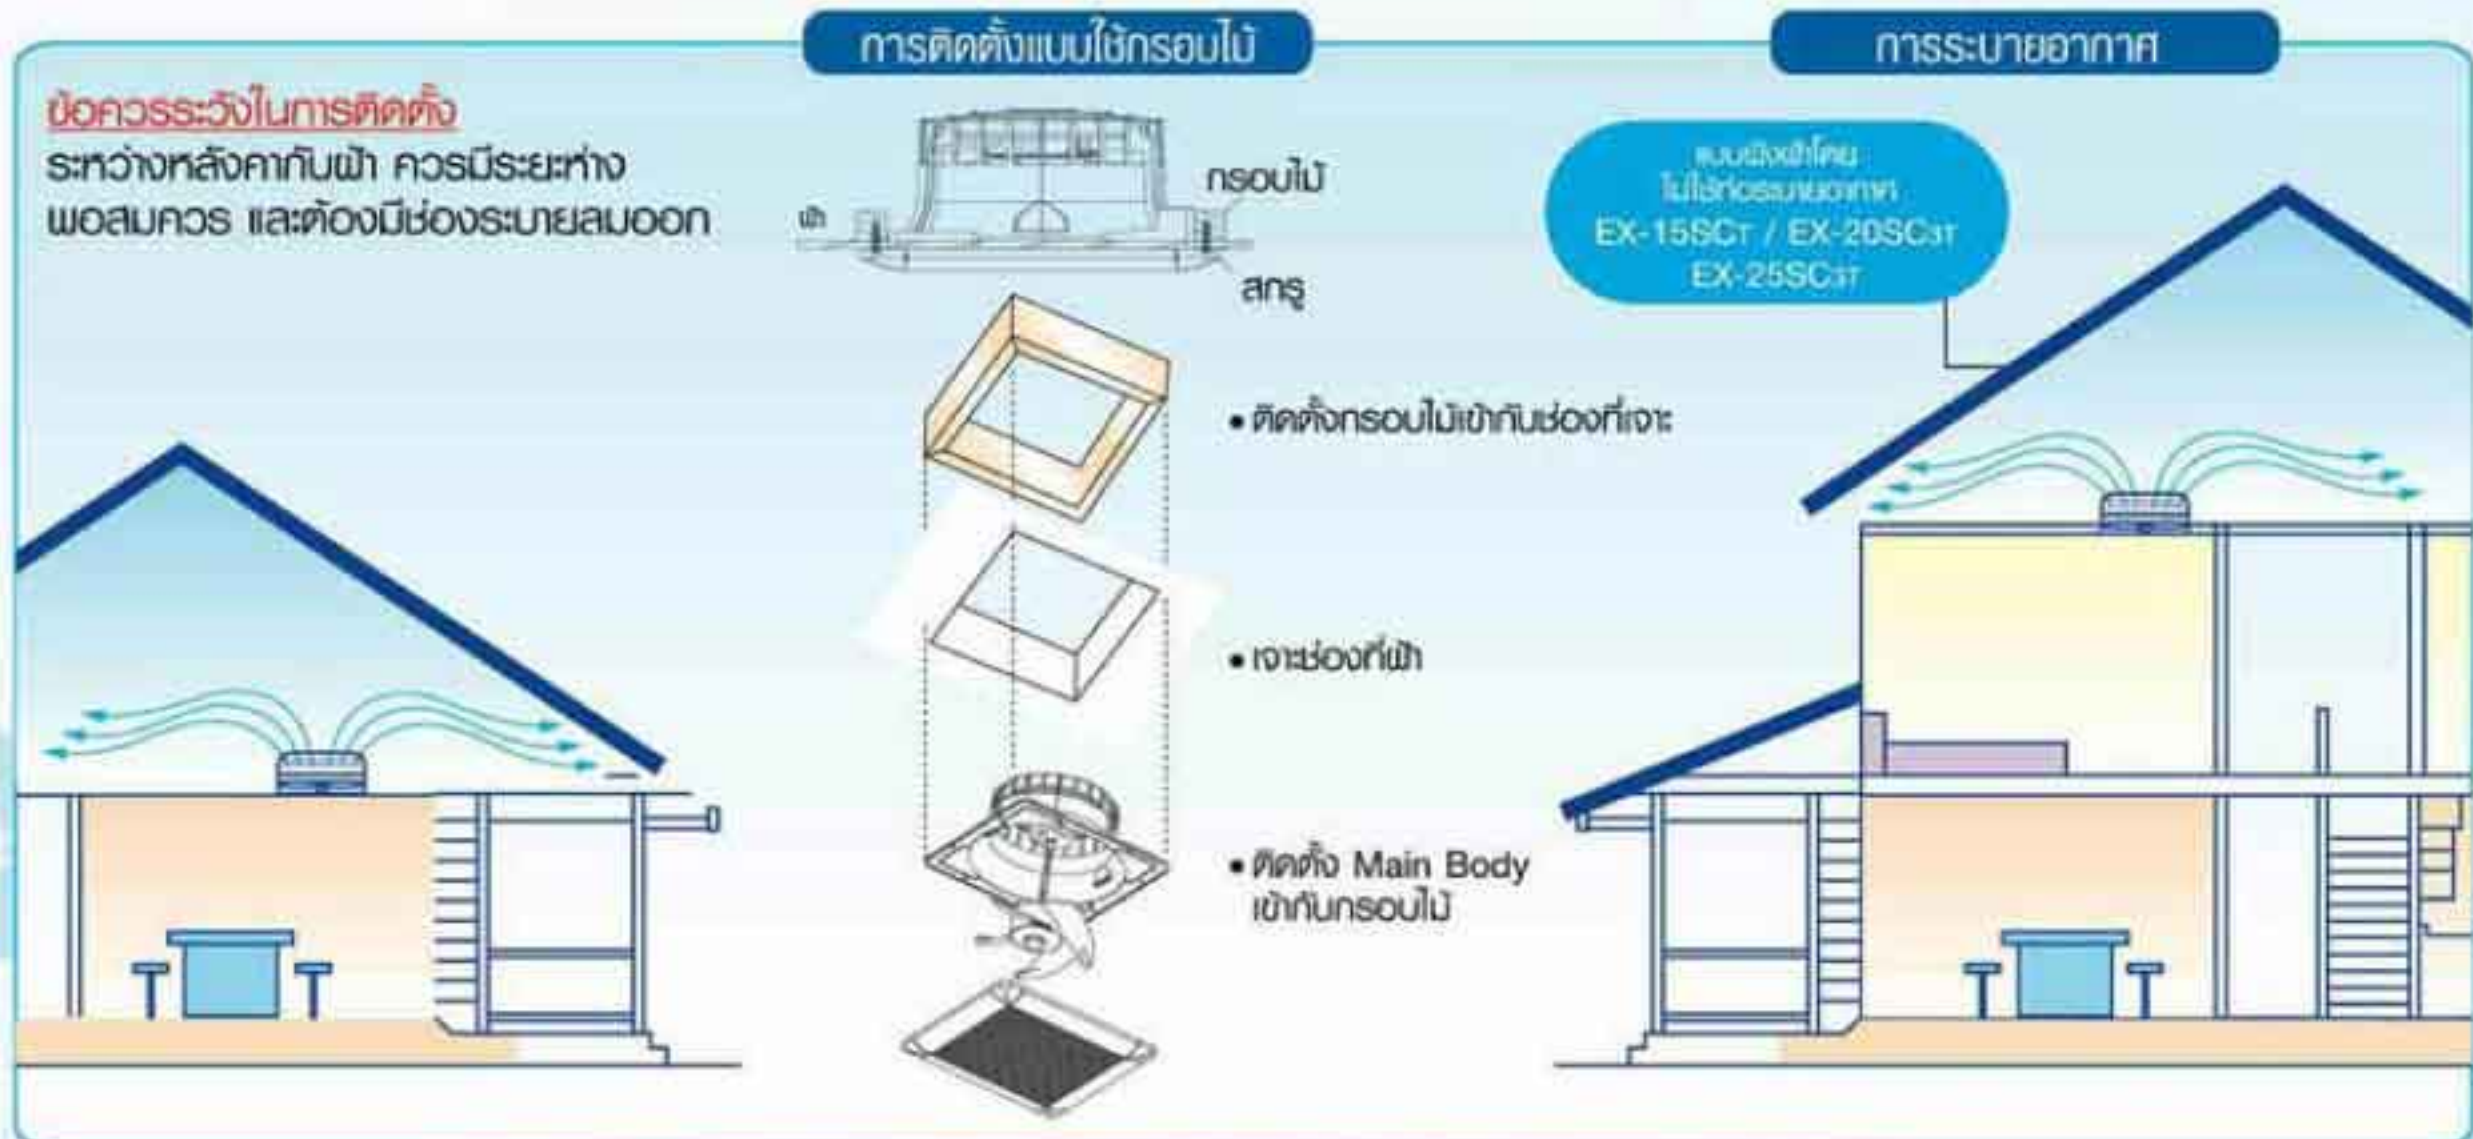 การติดตั้งแบบใช้กรอบไม้
การระบายอากาศ
ข้อควรระวังในการติดตั้ง
ระหว่างหลังคากับฝ้า ควรมีระยะห่าง
พอสมควร และต้องมีช่องระบายลมออก
ฝ้า
กรอบไม้
สกรู
• ติดตั้งกรอบไม้เข้ากับช่องที่เจาะ
• เจาะช่องที่ฝ้า
• ติดตั้ง Main Body
เข้ากับกรอบไม้
แบบฝังฝ้าโดย
ไม่ใช้ท่อระบายอากาศ
EX-15SCT / EX-20SC3T
EX-25SC3T